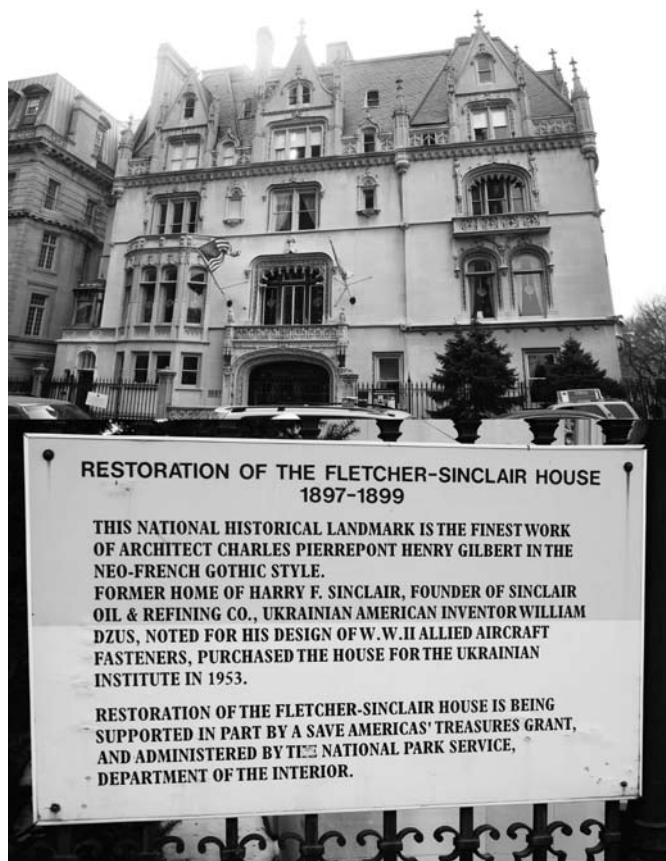 RESTORATION OF THE FLETCHER-SINCLAIR HOUSE
1897-1899
THIS NATIONAL HISTORICAL LANDMARK IS THE FINEST WORK
OF ARCHITECT CHARLES PIERREPONT HENRY GILBERT IN THE
NEO-FRENCH GOTHIC STYLE.
FORMER HOME OF HARRY F. SINCLAIR, FOUNDER OF SINCLAIR
OIL & REFINING CO., UKRAINIAN AMERICAN INVENTOR WILLIAM
DZUS, NOTED FOR HIS DESIGN OF W.W.II ALLIED AIRCRAFT
FASTENERS, PURCHASED THE HOUSE FOR THE UKRAINIAN
INSTITUTE IN 1953.
RESTORATION OF THE FLETCHER-SINCLAIR HOUSE IS BEING
SUPPORTED IN PART BY A SAVE AMERICAS' TREASURES GRANT,
AND ADMINISTERED BY THE NATIONAL PARK SERVICE,
DEPARTMENT OF THE INTERIOR.